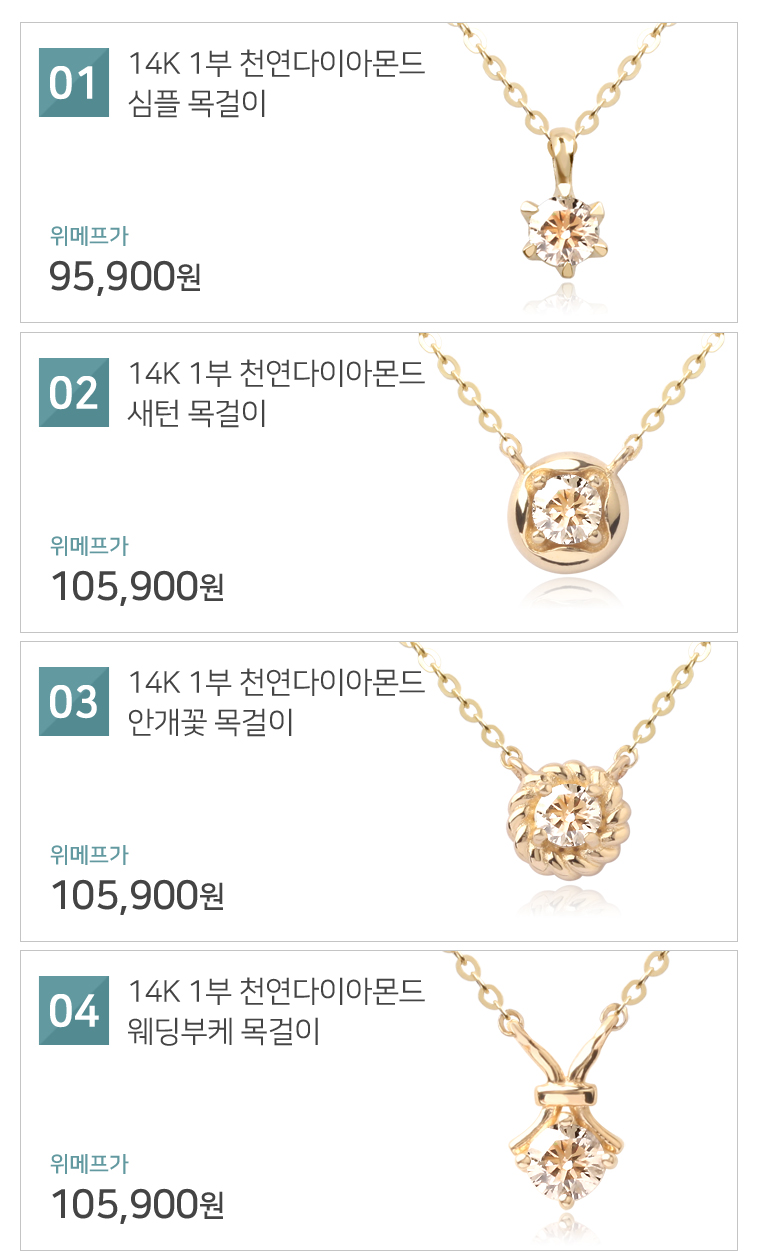 01
14K 1부 천연다이아몬드
심플 목걸이
위메프가
95,900원
02
14K 1부 천연다이아몬드
새턴 목걸이
위메프가
105,900원
03
14K 1부 천연다이아몬드
안개꽃 목걸이
위메프가
105,900원
04
14K 1부 천연다이아몬드
웨딩부케 목걸이
위메프가
105,900원